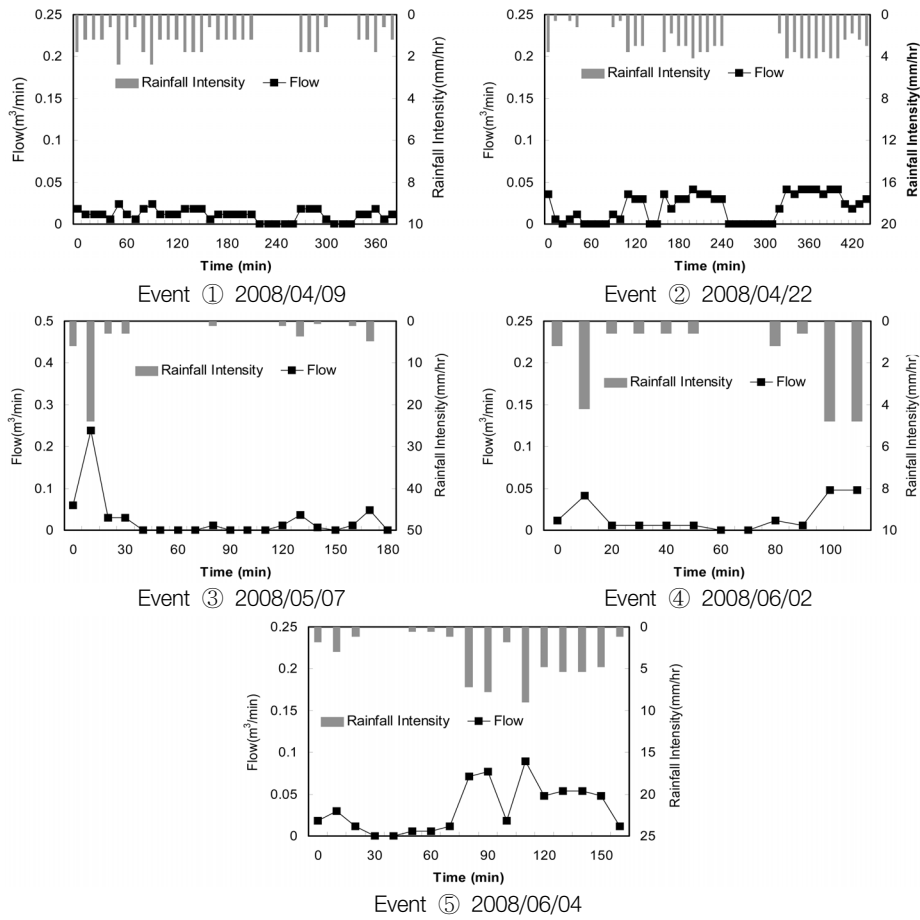 0.25
0.2
0.15
0.1
0.05
0
Flow(m³/min)
Rainfall Intensity Flow
0
2
4
6
8
10
Rainfall Intensity(mm/hr)
0 60 120 180 240 300 360
Time (min)
Event ① 2008/04/09
0.25
0.2
0.15
0.1
0.05
0
Flow(m³/min)
Rainfall Intensity Flow
0
4
8
12
16
20
Rainfall Intensity(mm/hr)
0 60 120 180 240 300 360 420
Time (min)
Event ② 2008/04/22
0.5
0.4
0.3
0.2
0.1
0
Flow(m³/min)
Rainfall Intensity Flow
0
10
20
30
40
50
Rainfall Intensity(mm/hr)
0 30 60 90 120 150 180
Time (min)
Event ③ 2008/05/07
0.25
0.2
0.15
0.1
0.05
0
Flow(m³/min)
Rainfall Intensity Flow
0
2
4
6
8
10
Rainfall Intensity(mm/hr)
0 20 40 60 80 100
Time (min)
Event ④ 2008/06/02
0.25
0.2
0.15
0.1
0.05
0
Flow(m³/min)
Rainfall Intensity Flow
0
5
10
15
20
25
Rainfall Intensity(mm/hr)
0 30 60 90 120 150
Time (min)
Event ⑤ 2008/06/04